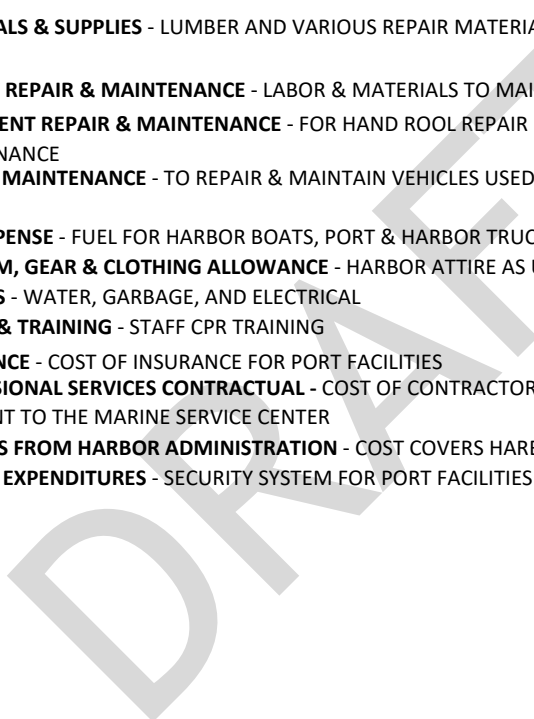 ALS & SUPPLIES - LUMBER AND VARIOUS REPAIR MATERIA
REPAIR & MAINTENANCE - LABOR & MATERIALS TO MAI
ENT REPAIR & MAINTENANCE - FOR HAND ROOL REPAIR
NANCE
MAINTENANCE - TO REPAIR & MAINTAIN VEHICLES USED
PENSE - FUEL FOR HARBOR BOATS, PORT & HARBOR TRUC
M, GEAR & CLOTHING ALLOWANCE - HARBOR ATTIRE AS U
S - WATER, GARBAGE, AND ELECTRICAL
& TRAINING - STAFF CPR TRAINING
NCE - COST OF INSURANCE FOR PORT FACILITIES
SIONAL SERVICES CONTRACTUAL - COST OF CONTRACTOR
NT TO THE MARINE SERVICE CENTER
S FROM HARBOR ADMINISTRATION - COST COVERS HARB
EXPENDITURES - SECURITY SYSTEM FOR PORT FACILITIES
DRAFT